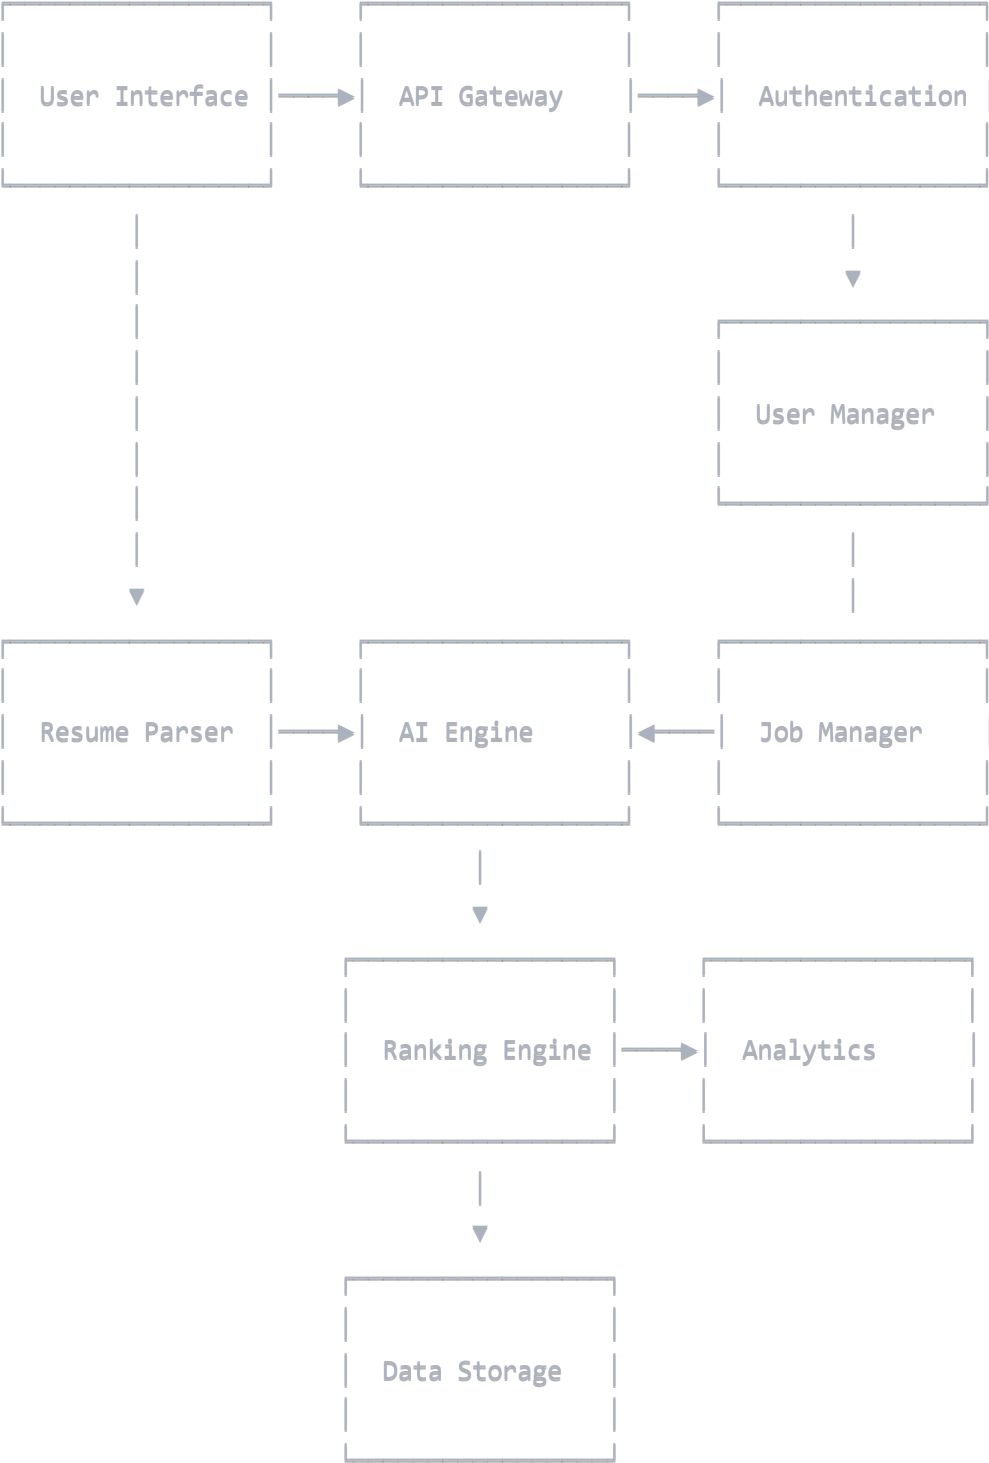 User Interface
API Gateway
Authentication
User Manager
Resume Parser
AI Engine
Job Manager
Ranking Engine
Analytics
Data Storage